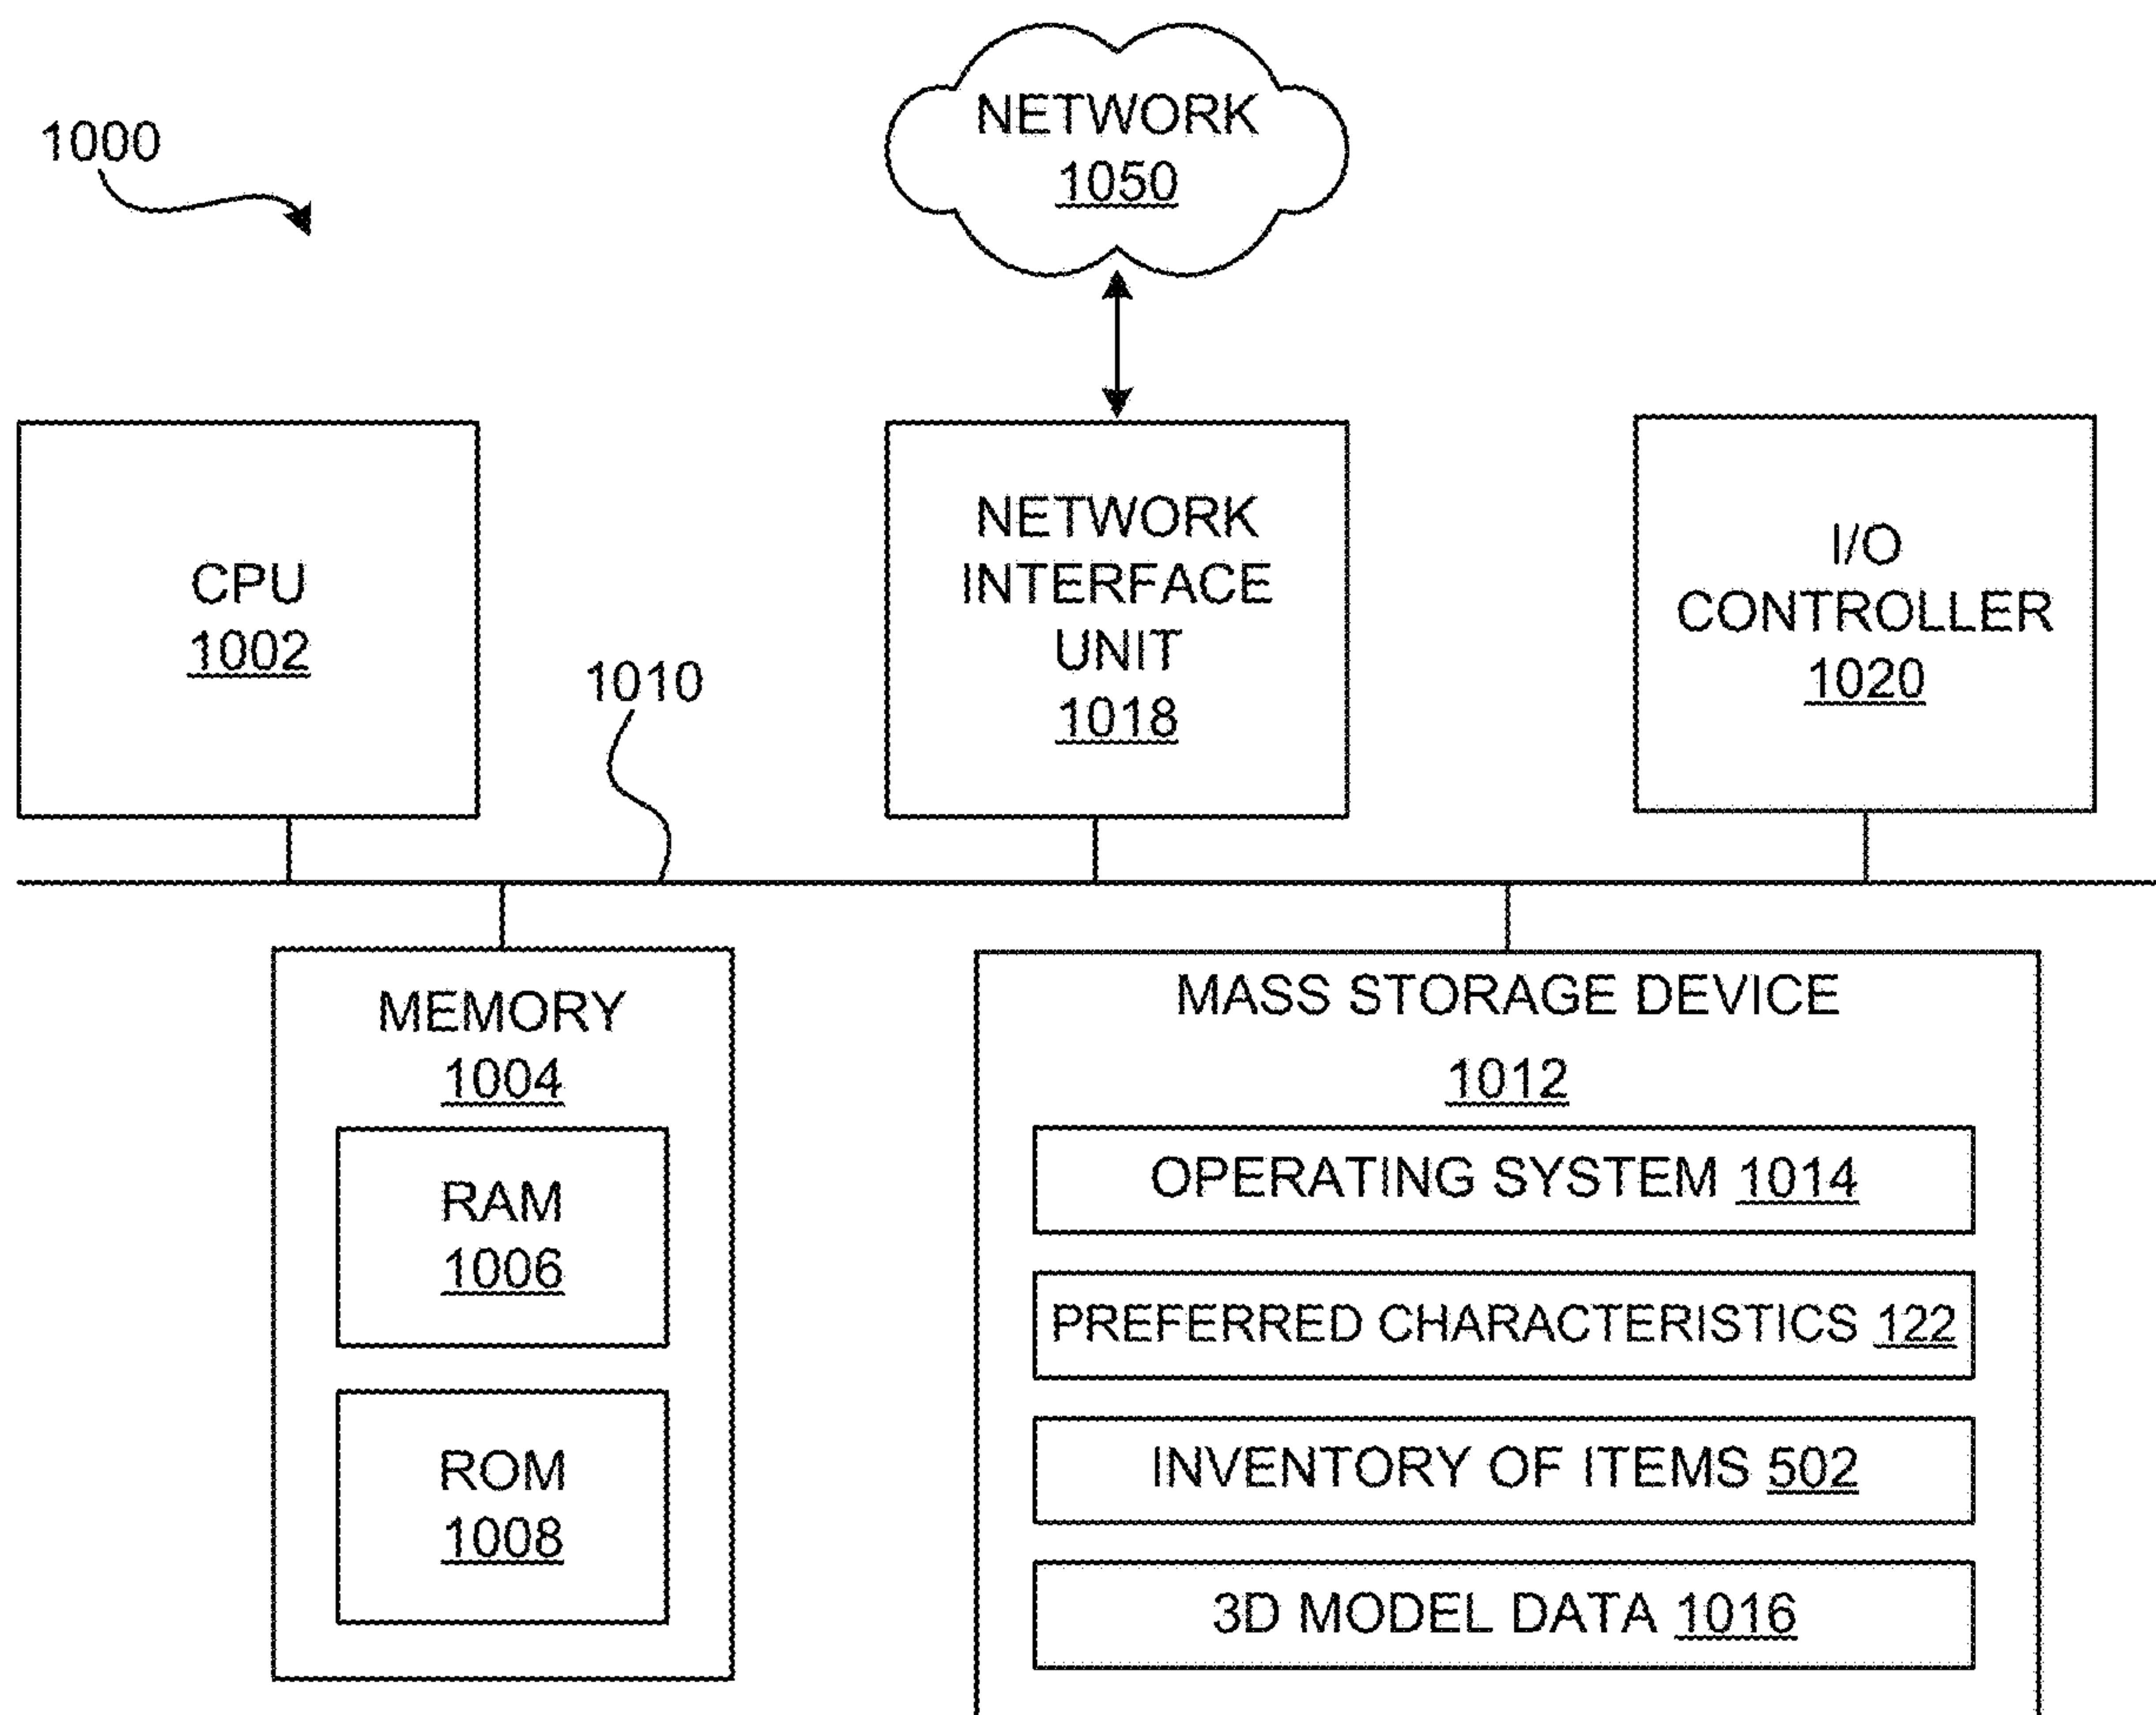 1000
NETWORK
1050
CPU
1002
NETWORK
INTERFACE
UNIT
1018
I/O
CONTROLLER
1020
1010
MEMORY
1004
RAM
1006
ROM
1008
MASS STORAGE DEVICE
1012
OPERATING SYSTEM 1014
PREFERRED CHARACTERISTICS 122
INVENTORY OF ITEMS 502
3D MODEL DATA 1016